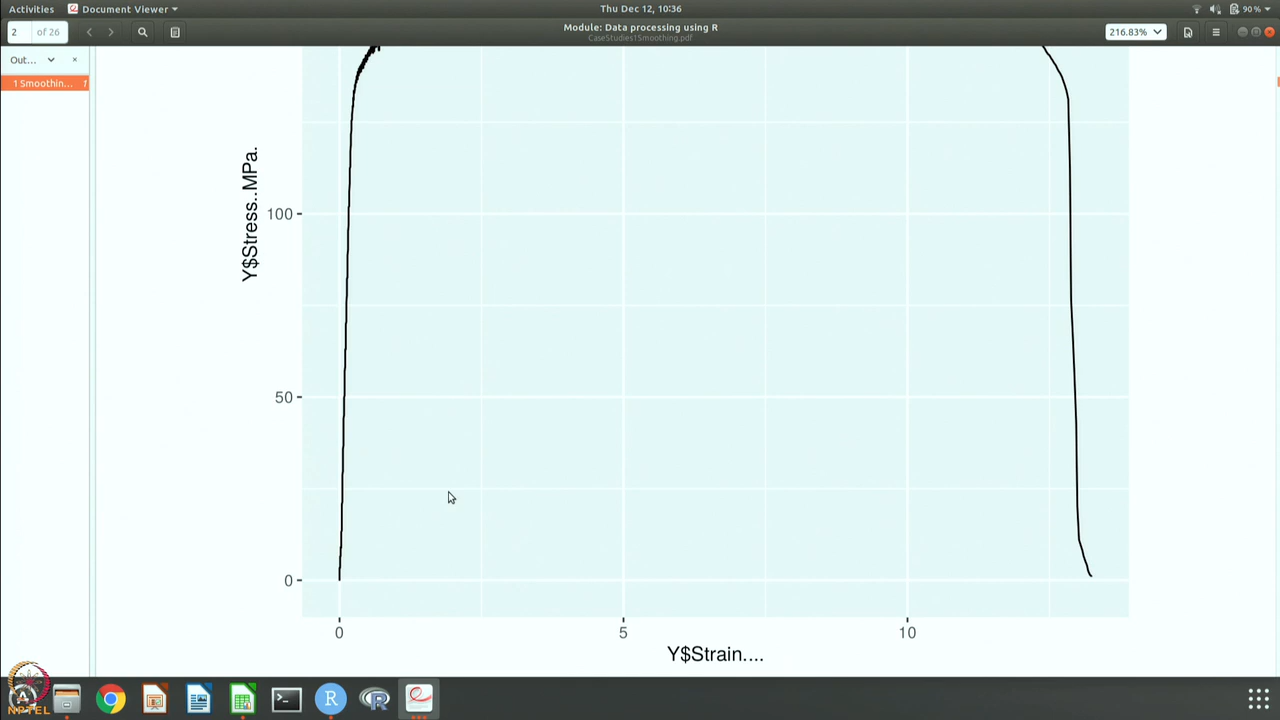 Activities
Document Viewer
Thu Dec 12, 10:36
90%
2
of 26
Module: Data processing using R
CaseStudies1Smoothing.pdf
216.83%
Out...
1 Smoothin...
Y$Stress..MPa.
100
50
0
0
5
10
Y$Strain....
NPTEL